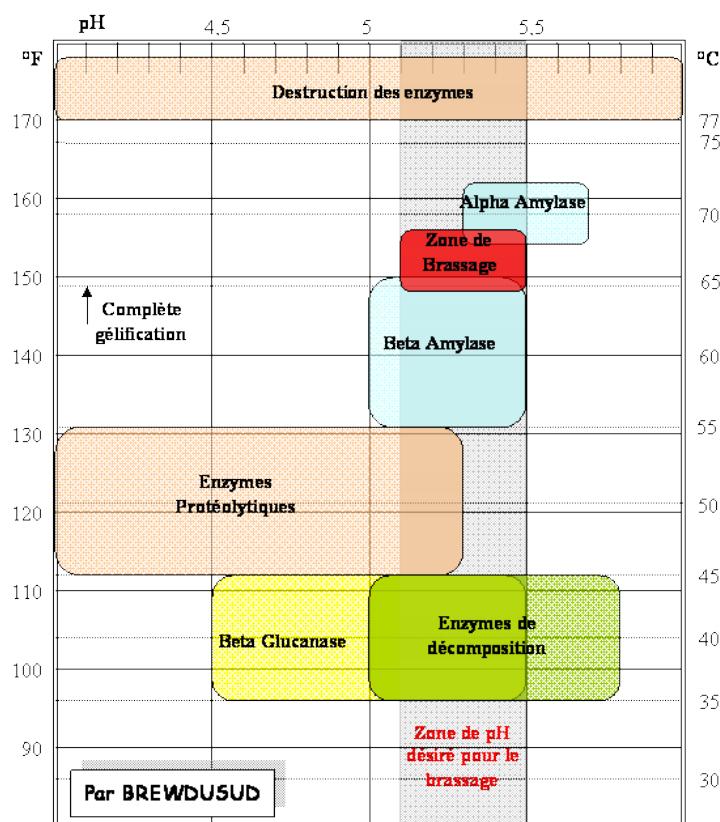 pH
4.5
5
5.5
°F
°C
Destruction des enzymes
170
77
75
160
Alpha Amylase
70
Zone de
Brassage
150
65
Complète
gélification
Beta Amylase
140
60
130
55
Enzymes
Protéolytiques
50
120
110
45
Enzymes de
décomposition
Beta Glucanase
40
100
35
Zone de pH
désiré pour le
brassage
90
30
Par BREWDUSUD